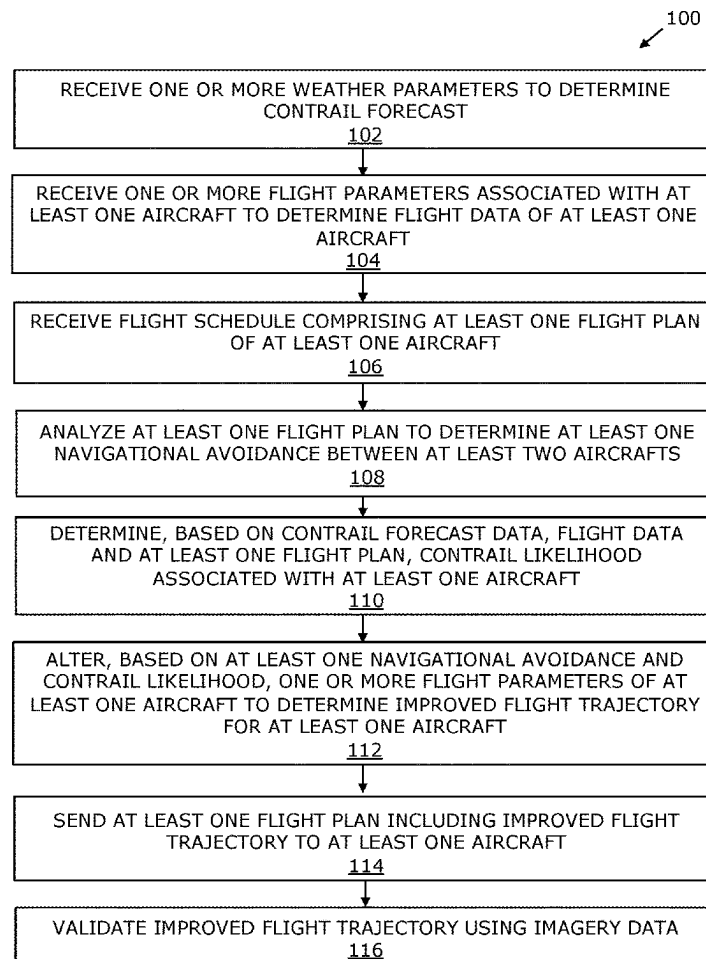 100
RECEIVE ONE OR MORE WEATHER PARAMETERS TO DETERMINE
CONTRAIL FORECAST
102
RECEIVE ONE OR MORE FLIGHT PARAMETERS ASSOCIATED WITH AT
LEAST ONE AIRCRAFT TO DETERMINE FLIGHT DATA OF AT LEAST ONE
AIRCRAFT
104
RECEIVE FLIGHT SCHEDULE COMPRISING AT LEAST ONE FLIGHT PLAN
OF AT LEAST ONE AIRCRAFT
106
ANALYZE AT LEAST ONE FLIGHT PLAN TO DETERMINE AT LEAST ONE
NAVIGATIONAL AVOIDANCE BETWEEN AT LEAST TWO AIRCRAFTS
108
DETERMINE, BASED ON CONTRAIL FORECAST DATA, FLIGHT DATA
AND AT LEAST ONE FLIGHT PLAN, CONTRAIL LIKELIHOOD
ASSOCIATED WITH AT LEAST ONE AIRCRAFT
110
ALTER, BASED ON AT LEAST ONE NAVIGATIONAL AVOIDANCE AND
CONTRAIL LIKELIHOOD, ONE OR MORE FLIGHT PARAMETERS OF AT
LEAST ONE AIRCRAFT TO DETERMINE IMPROVED FLIGHT TRAJECTORY
FOR AT LEAST ONE AIRCRAFT
112
SEND AT LEAST ONE FLIGHT PLAN INCLUDING IMPROVED FLIGHT
TRAJECTORY TO AT LEAST ONE AIRCRAFT
114
VALIDATE IMPROVED FLIGHT TRAJECTORY USING IMAGERY DATA
116